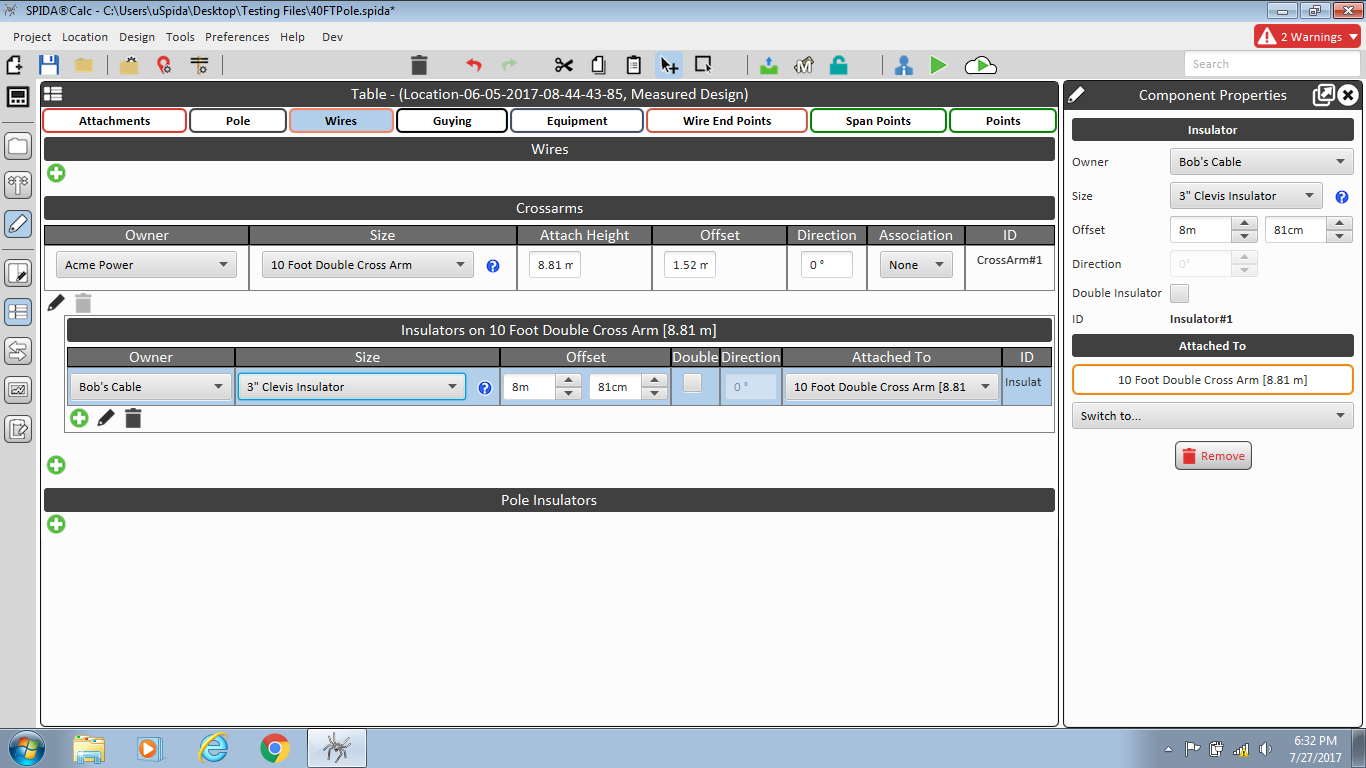 SPIDA®Calc - C:\Users\uSpida\Desktop\Testing Files\40FTPole.spida*
Project Location Design Tools Preferences Help Dev
2 Warnings
Search
Table - (Location-06-05-2017-08-44-43-85, Measured Design)
Attachments Pole Wires Guying Equipment Wire End Points Span Points Points
Wires
Crossarms
Owner Size Attach Height Offset Direction Association ID
Acme Power 10 Foot Double Cross Arm 8.81 m 1.52 m 0 ° None CrossArm#1
Insulators on 10 Foot Double Cross Arm [8.81 m]
Owner Size Offset Double Direction Attached To ID
Bob's Cable 3" Clevis Insulator 8m 81cm 0 ° 10 Foot Double Cross Arm [8.81 Insulat
Pole Insulators
Component Properties
Insulator
Owner Bob's Cable
Size 3" Clevis Insulator
Offset 8m 81cm
Direction 0°
Double Insulator
ID Insulator#1
Attached To
10 Foot Double Cross Arm [8.81 m]
Switch to...
Remove
6:32 PM
7/27/2017